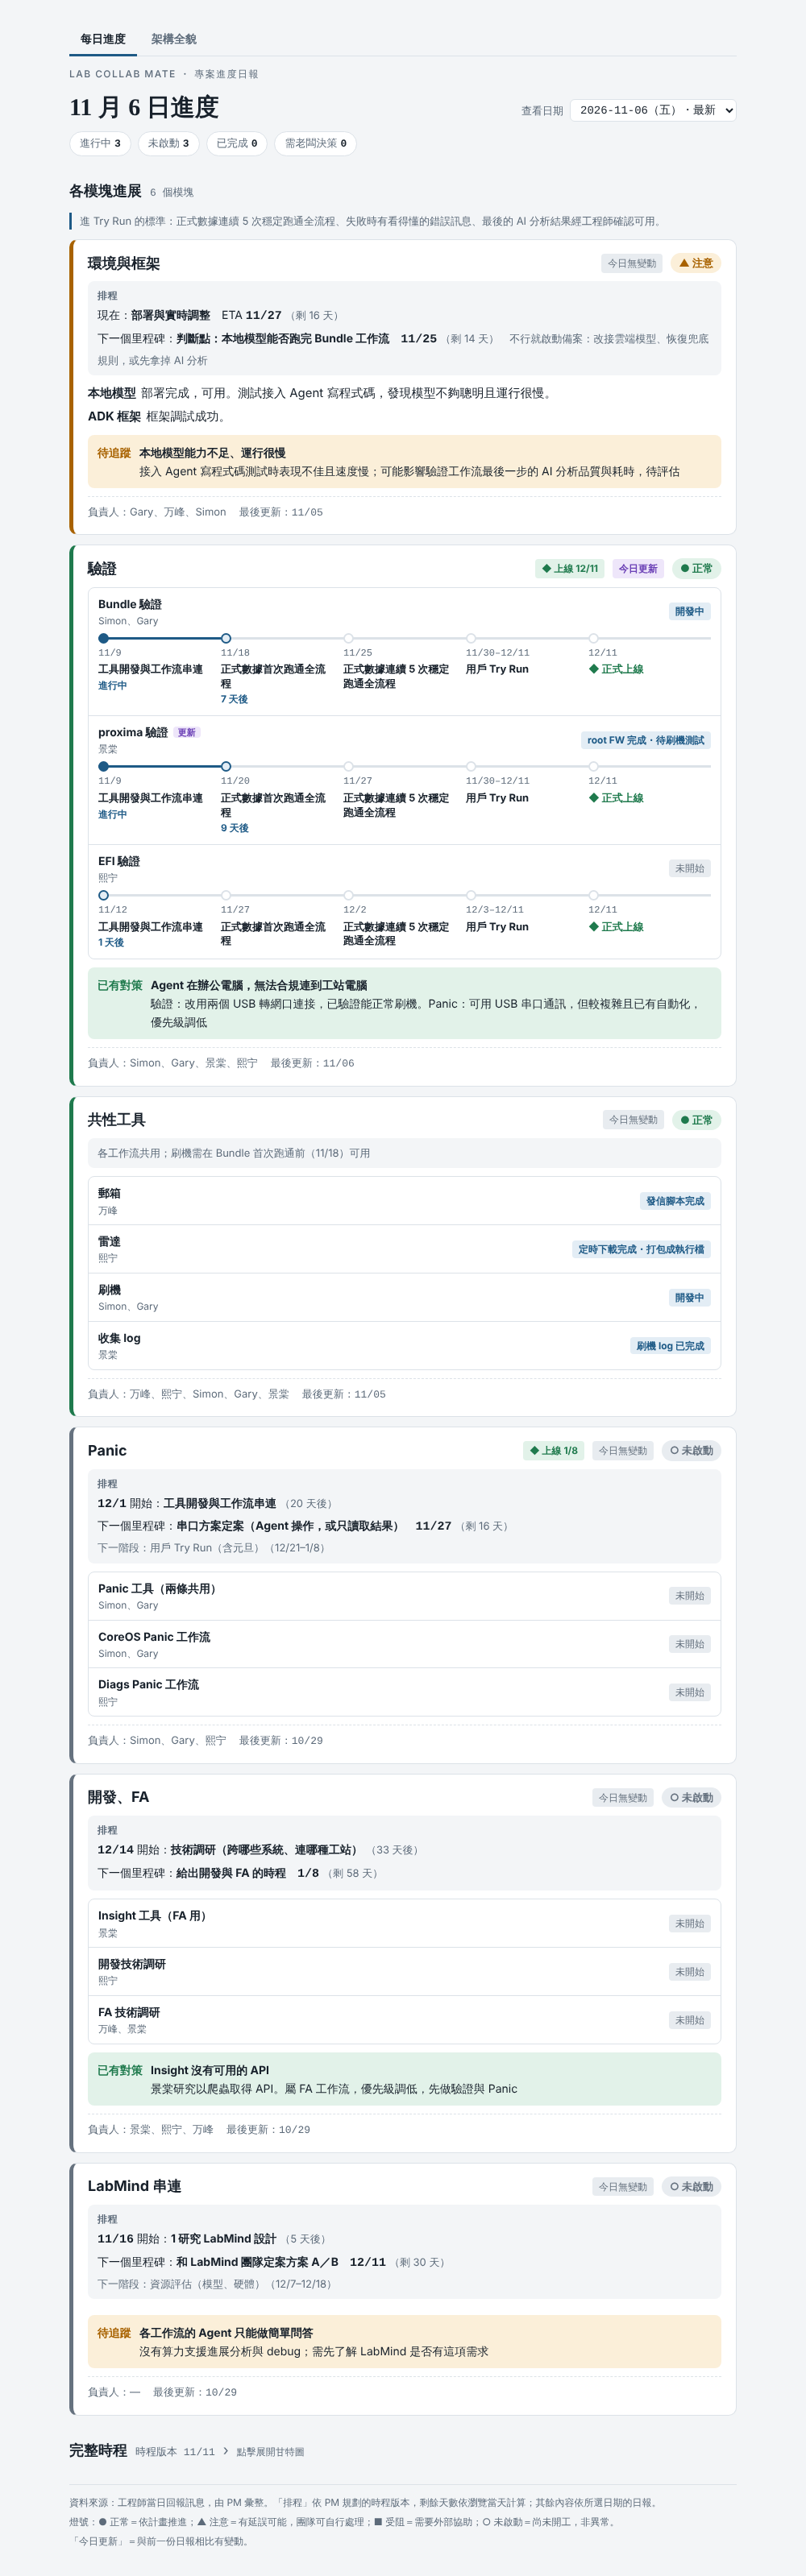 每日進度 架構全貌
LAB COLLAB MATE · 專案進度日報
11 月 6 日進度
查看日期 2026-11-06（五）・最新
進行中 3 未啟動 3 已完成 0 需老闆決策 0
各模塊進展 6 個模塊
進 Try Run 的標準：正式數據連續 5 次穩定跑通全流程、失敗時有看得懂的錯誤訊息、最後的 AI 分析結果經工程師確認可用。
環境與框架 今日無變動 ▲ 注意
排程
現在：部署與實時調整 ETA 11/27（剩 16 天）
下一個里程碑：判斷點：本地模型能否跑完 Bundle 工作流 11/25（剩 14 天） 不行就啟動備案：改接雲端模型、恢復兜底
規則，或先拿掉 AI 分析
本地模型 部署完成，可用。測試接入 Agent 寫程式碼，發現模型不夠聰明且運行很慢。
ADK 框架 框架調試成功。
待追蹤 本地模型能力不足、運行很慢
接入 Agent 寫程式碼測試時表現不佳且速度慢；可能影響驗證工作流最後一步的 AI 分析品質與耗時，待評估
負責人：Gary、万峰、Simon 最後更新：11/05
驗證 ◆ 上線 12/11 今日更新 ● 正常
Bundle 驗證 開發中
Simon、Gary
11/9 11/18 11/25 11/30–12/11 12/11
工具開發與工作流串連 正式數據首次跑通全流 正式數據連續 5 次穩定 用戶 Try Run ◆ 正式上線
進行中 程 跑通全流程
7 天後
proxima 驗證 更新 root FW 完成・待刷機測試
景棠
11/9 11/20 11/27 11/30–12/11 12/11
工具開發與工作流串連 正式數據首次跑通全流 正式數據連續 5 次穩定 用戶 Try Run ◆ 正式上線
進行中 程 跑通全流程
9 天後
EFI 驗證 未開始
熙宁
11/12 11/27 12/2 12/3–12/11 12/11
工具開發與工作流串連 正式數據首次跑通全流 正式數據連續 5 次穩定 用戶 Try Run ◆ 正式上線
1 天後 程 跑通全流程
已有對策 Agent 在辦公電腦，無法合規連到工站電腦
驗證：改用兩個 USB 轉網口連接，已驗證能正常刷機。Panic：可用 USB 串口通訊，但較複雜且已有自動化，
優先級調低
負責人：Simon、Gary、景棠、熙宁 最後更新：11/06
共性工具 今日無變動 ● 正常
各工作流共用；刷機需在 Bundle 首次跑通前（11/18）可用
郵箱 發信腳本完成
万峰
雷達 定時下載完成・打包成執行檔
熙宁
刷機 開發中
Simon、Gary
收集 log 刷機 log 已完成
景棠
負責人：万峰、熙宁、Simon、Gary、景棠 最後更新：11/05
Panic ◆ 上線 1/8 今日無變動 ○ 未啟動
排程
12/1 開始：工具開發與工作流串連（20 天後）
下一個里程碑：串口方案定案（Agent 操作，或只讀取結果） 11/27（剩 16 天）
下一階段：用戶 Try Run（含元旦）（12/21–1/8）
Panic 工具（兩條共用） 未開始
Simon、Gary
CoreOS Panic 工作流 未開始
Simon、Gary
Diags Panic 工作流 未開始
熙宁
負責人：Simon、Gary、熙宁 最後更新：10/29
開發、FA 今日無變動 ○ 未啟動
排程
12/14 開始：技術調研（跨哪些系統、連哪種工站）（33 天後）
下一個里程碑：給出開發與 FA 的時程 1/8（剩 58 天）
Insight 工具（FA 用） 未開始
景棠
開發技術調研 未開始
熙宁
FA 技術調研 未開始
万峰、景棠
已有對策 Insight 沒有可用的 API
景棠研究以爬蟲取得 API。屬 FA 工作流，優先級調低，先做驗證與 Panic
負責人：景棠、熙宁、万峰 最後更新：10/29
LabMind 串連 今日無變動 ○ 未啟動
排程
11/16 開始：1 研究 LabMind 設計（5 天後）
下一個里程碑：和 LabMind 團隊定案方案 A／B 12/11（剩 30 天）
下一階段：資源評估（模型、硬體）（12/7–12/18）
待追蹤 各工作流的 Agent 只能做簡單問答
沒有算力支援進展分析與 debug；需先了解 LabMind 是否有這項需求
負責人：— 最後更新：10/29
完整時程 時程版本 11/11 › 點擊展開甘特圖
資料來源：工程師當日回報訊息，由 PM 彙整。「排程」依 PM 規劃的時程版本，剩餘天數依瀏覽當天計算；其餘內容依所選日期的日報。
燈號：● 正常＝依計畫推進；▲ 注意＝有延誤可能，團隊可自行處理；■ 受阻＝需要外部協助；○ 未啟動＝尚未開工，非異常。
「今日更新」＝與前一份日報相比有變動。